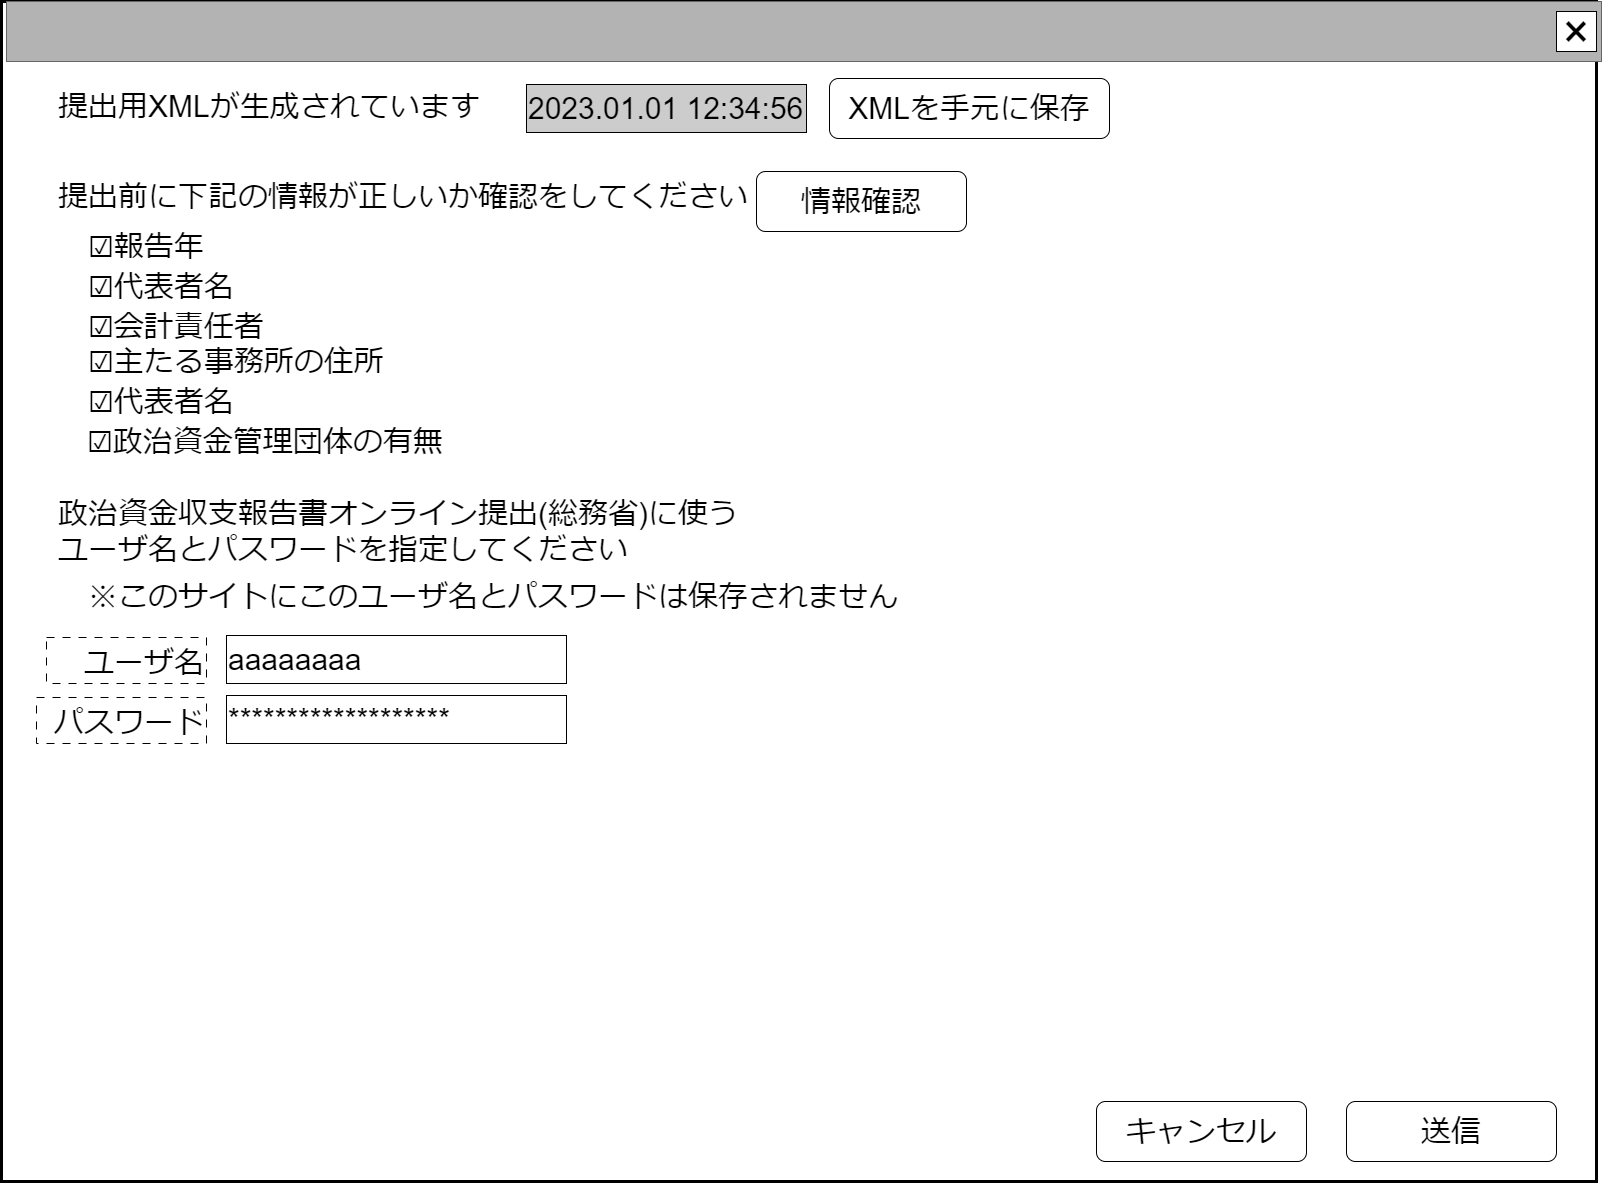 提出用XMLが生成されています 2023.01.01 12:34:56 XMLを手元に保存
提出前に下記の情報が正しいか確認をしてください 情報確認
☑報告年
☑代表者名
☑会計責任者
☑主たる事務所の住所
☑代表者名
☑政治資金管理団体の有無
政治資金収支報告書オンライン提出(総務省)に使う
ユーザ名とパスワードを指定してください
※このサイトにこのユーザ名とパスワードは保存されません
ユーザ名 aaaaaaaa
パスワード *******************
キャンセル 送信